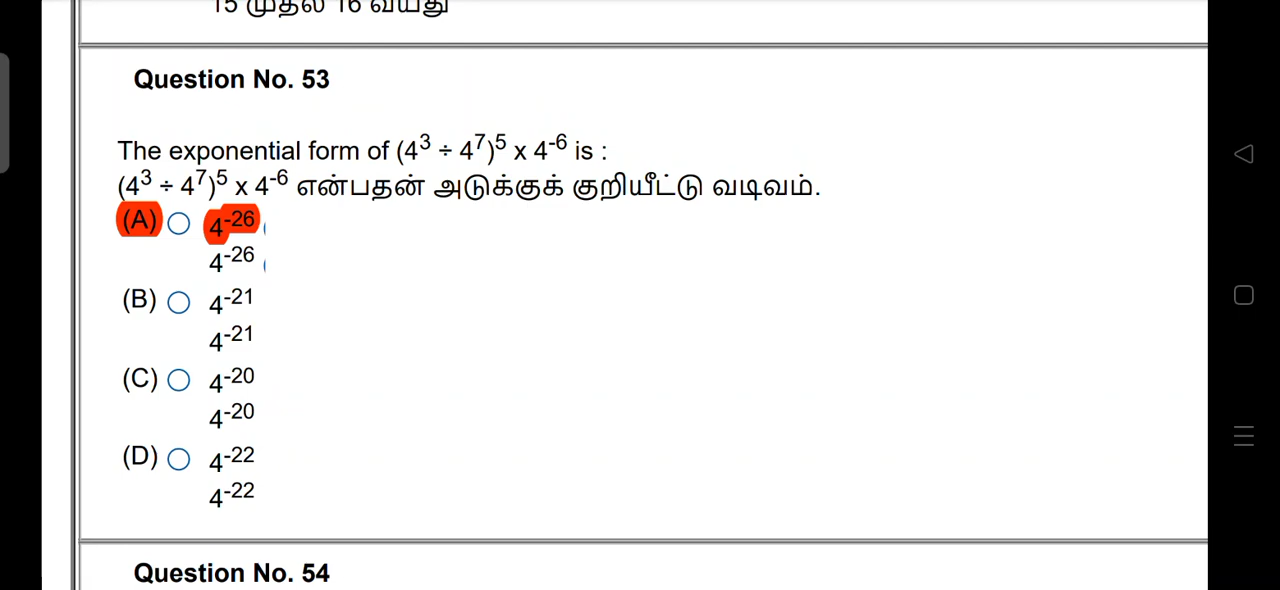 15 முதல் 16 வயது
Question No. 53
The exponential form of (4³ ÷ 4⁷)⁵ x 4⁻⁶ is :
(4³ ÷ 4⁷)⁵ x 4⁻⁶ என்பதன் அடுக்குக் குறியீட்டு வடிவம்.
(A) 4⁻²⁶
4⁻²⁶
(B) 4⁻²¹
4⁻²¹
(C) 4⁻²⁰
4⁻²⁰
(D) 4⁻²²
4⁻²²
Question No. 54